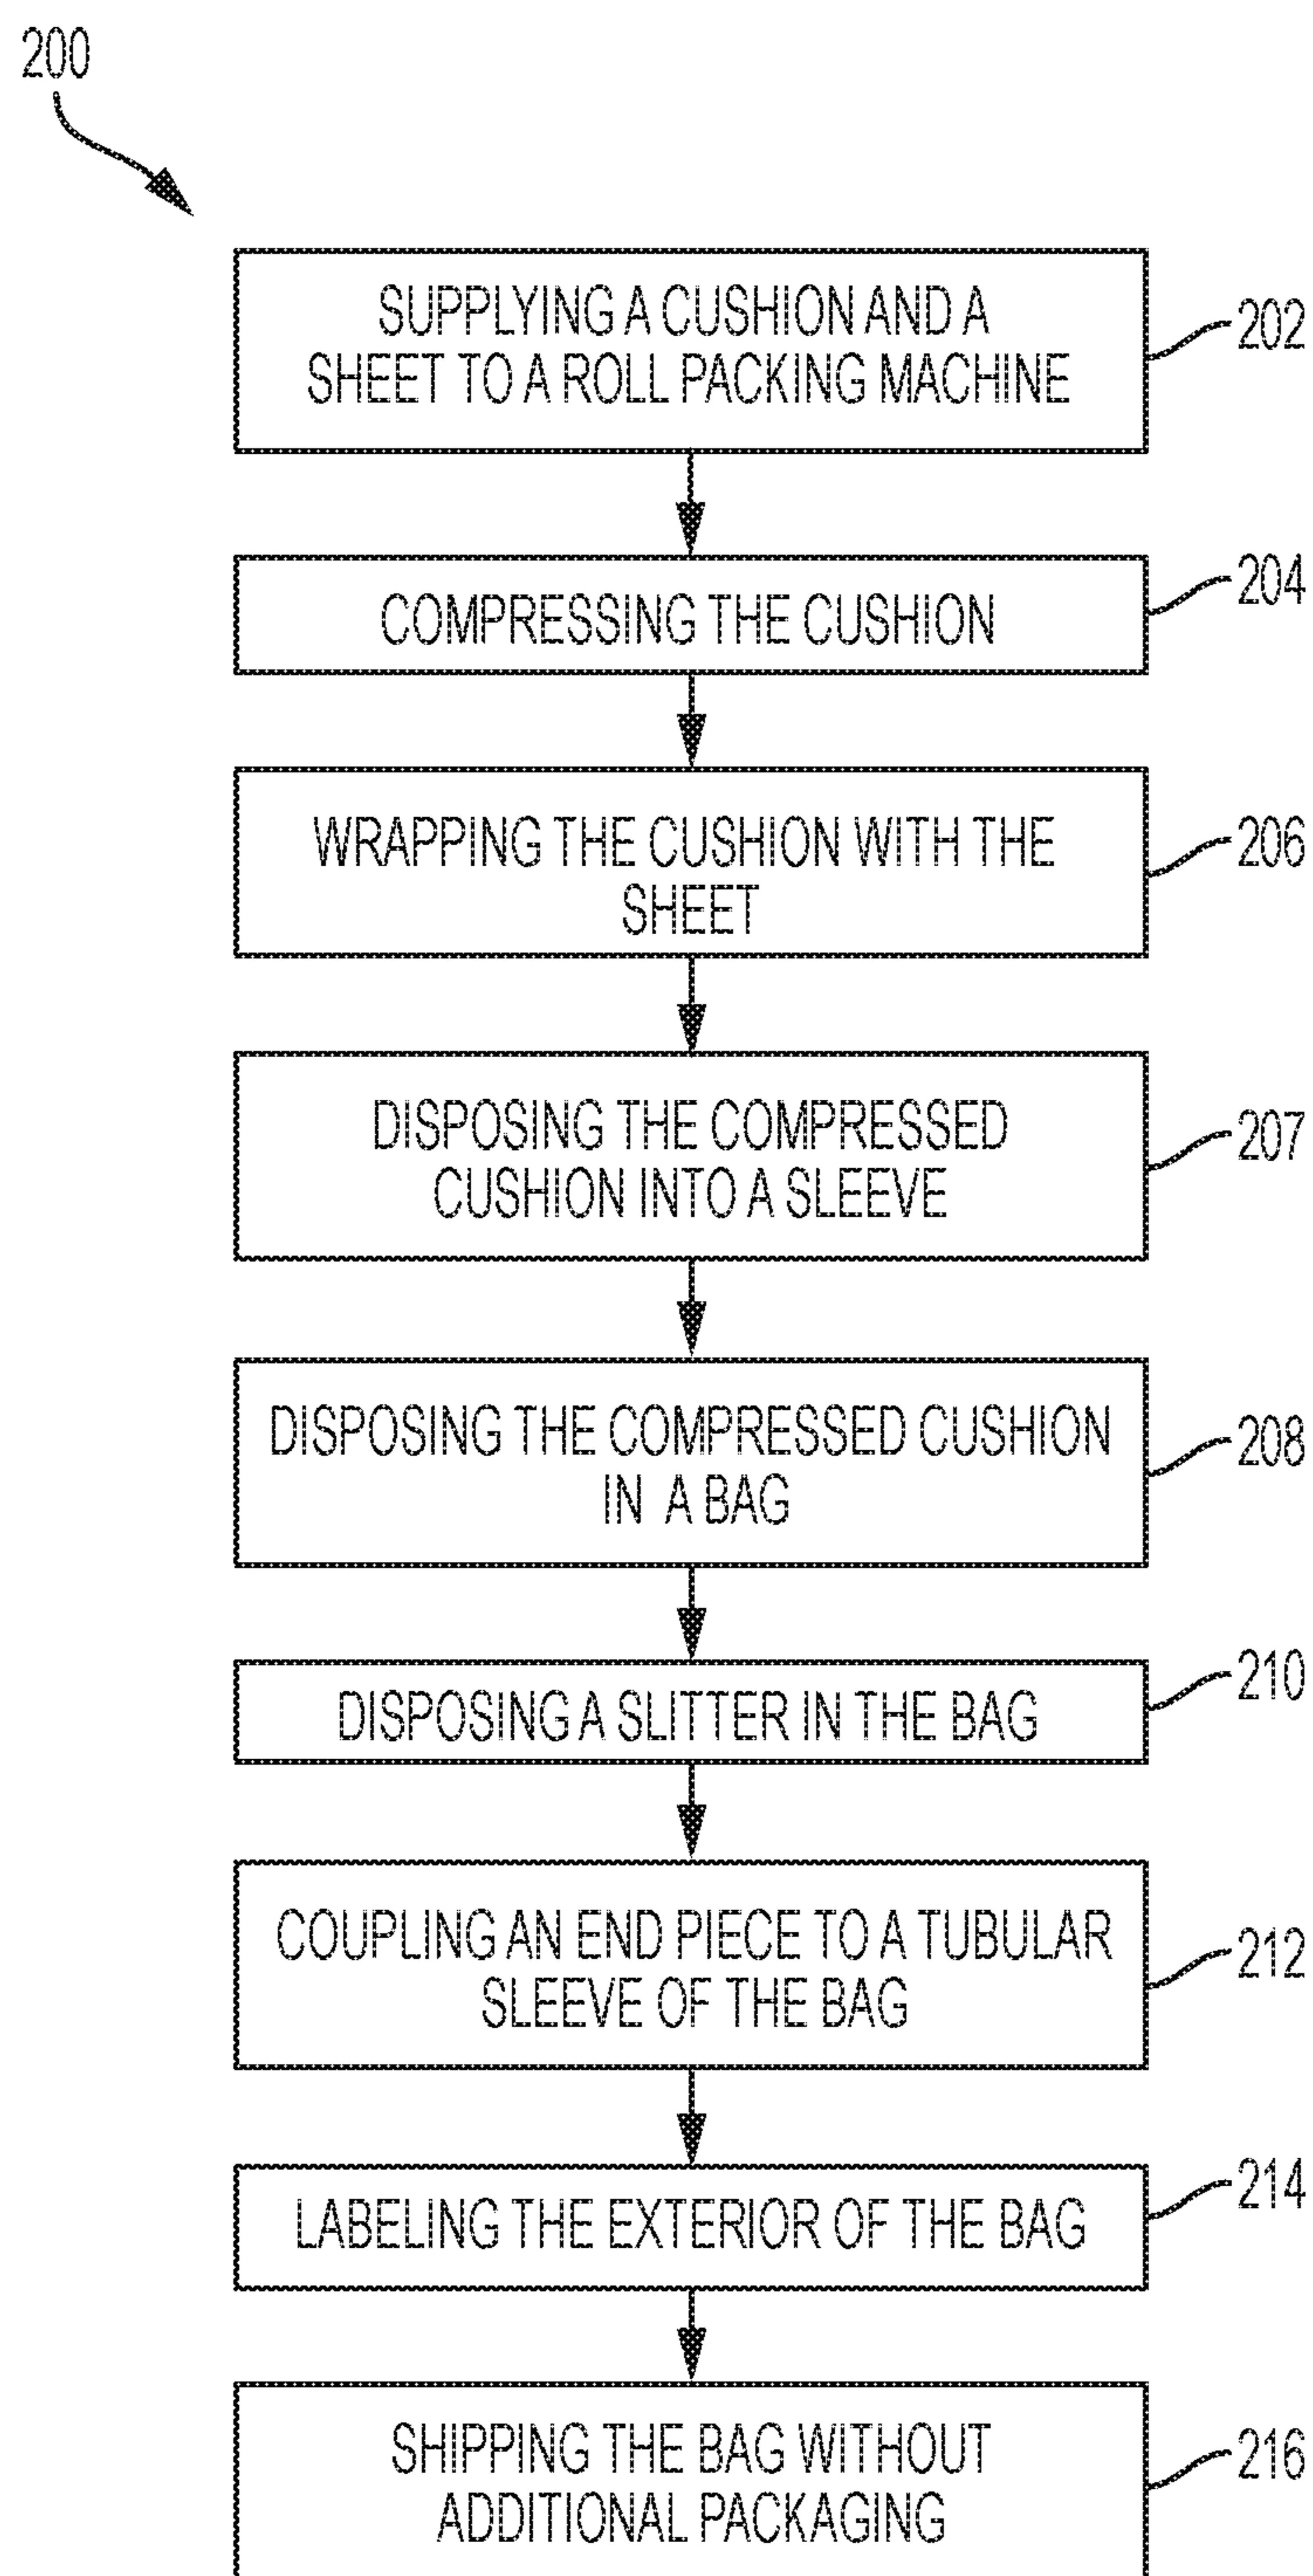 200
SUPPLYING A CUSHION AND A
SHEET TO A ROLL PACKING MACHINE
202
COMPRESSING THE CUSHION
204
WRAPPING THE CUSHION WITH THE
SHEET
206
DISPOSING THE COMPRESSED
CUSHION INTO A SLEEVE
207
DISPOSING THE COMPRESSED CUSHION
IN A BAG
208
DISPOSING A SLITTER IN THE BAG
210
COUPLING AN END PIECE TO A TUBULAR
SLEEVE OF THE BAG
212
LABELING THE EXTERIOR OF THE BAG
214
SHIPPING THE BAG WITHOUT
ADDITIONAL PACKAGING
216